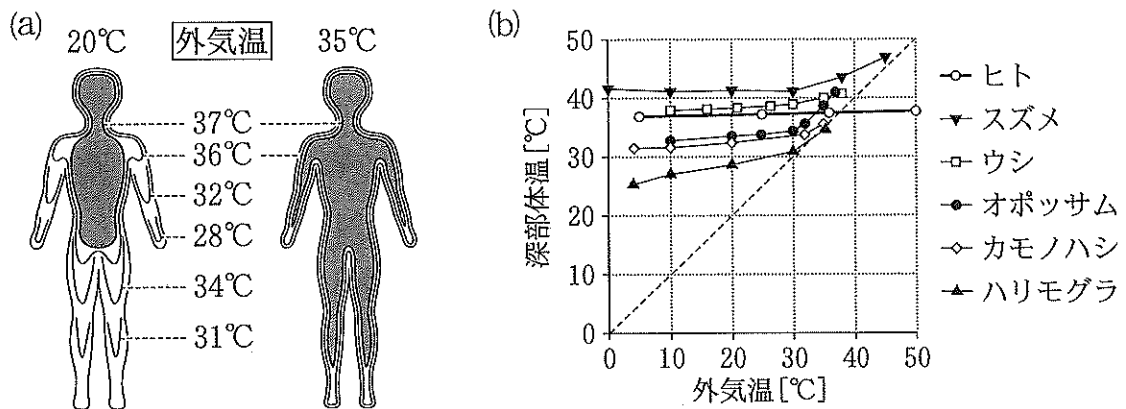 (a)
20℃ 外気温 35℃
37℃
36℃
32℃
28℃
34℃
31℃
(b)
深部体温[℃]
50
40
30
20
10
0
0 10 20 30 40 50
外気温[℃]
ヒト
スズメ
ウシ
オポッサム
カモノハシ
ハリモグラ